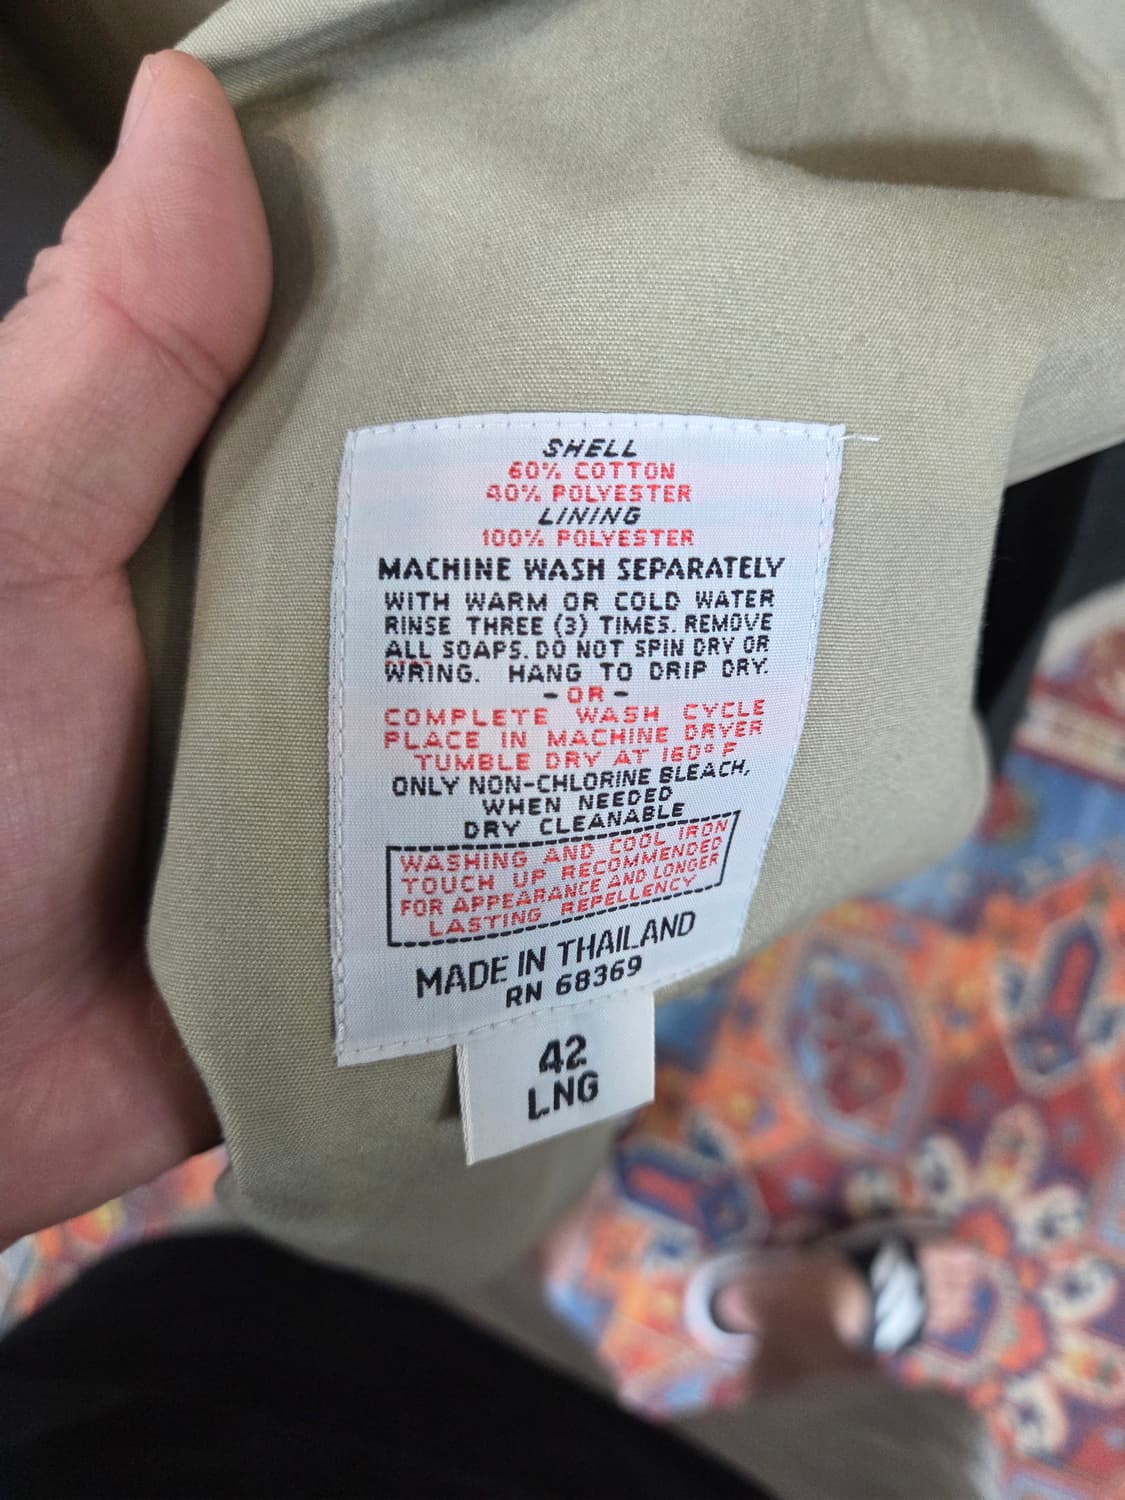 SHELL
60% COTTON
40% POLYESTER
LINING
100% POLYESTER
MACHINE WASH SEPARATELY
WITH WARM OR COLD WATER
RINSE THREE (3) TIMES. REMOVE
ALL SOAPS. DO NOT SPIN DRY OR
WRING. HANG TO DRIP DRY.
- OR -
COMPLETE WASH CYCLE
PLACE IN MACHINE DRYER
TUMBLE DRY AT 160° F
ONLY NON-CHLORINE BLEACH,
WHEN NEEDED
DRY CLEANABLE
WASHING AND COOL IRON
TOUCH UP RECOMMENDED
FOR APPEARANCE AND LONGER
LASTING REPELLENCY
MADE IN THAILAND
RN 68369
42
LNG